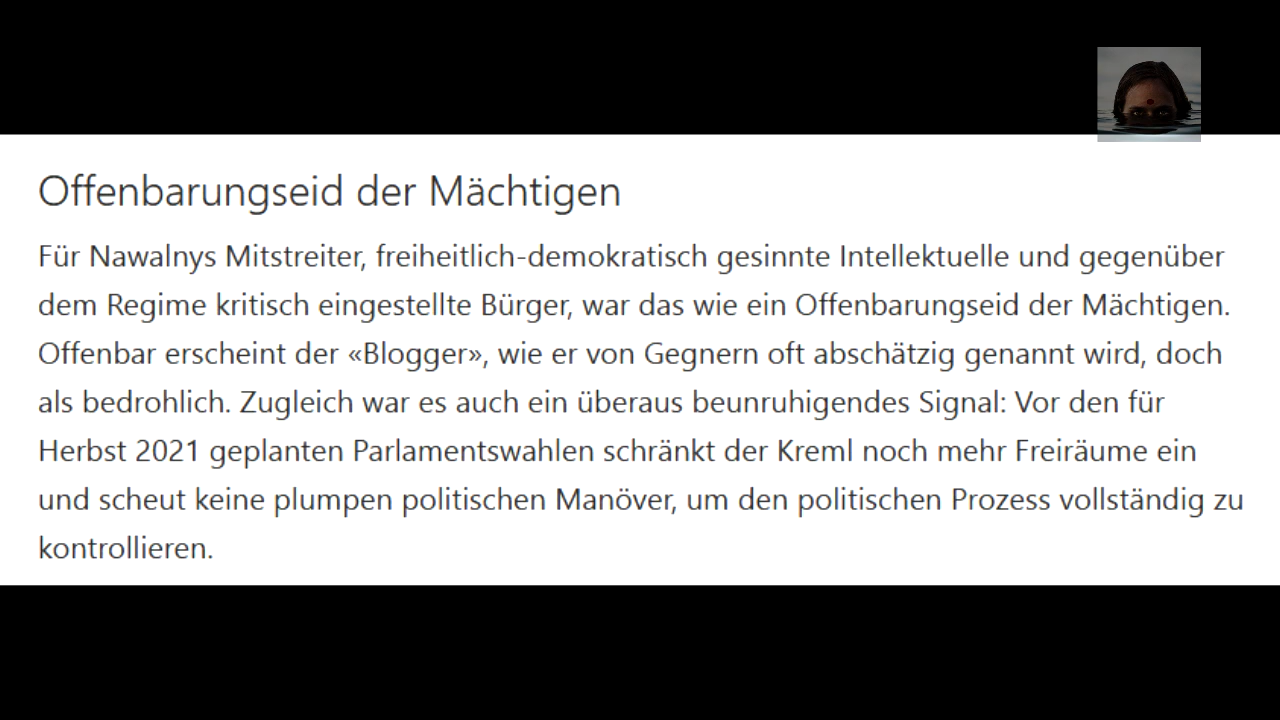 Offenbarungseid der Mächtigen
Für Nawalnys Mitstreiter, freiheitlich-demokratisch gesinnte Intellektuelle und gegenüber
dem Regime kritisch eingestellte Bürger, war das wie ein Offenbarungseid der Mächtigen.
Offenbar erscheint der «Blogger», wie er von Gegnern oft abschätzig genannt wird, doch
als bedrohlich. Zugleich war es auch ein überaus beunruhigendes Signal: Vor den für
Herbst 2021 geplanten Parlamentswahlen schränkt der Kreml noch mehr Freiräume ein
und scheut keine plumpen politischen Manöver, um den politischen Prozess vollständig zu
kontrollieren.